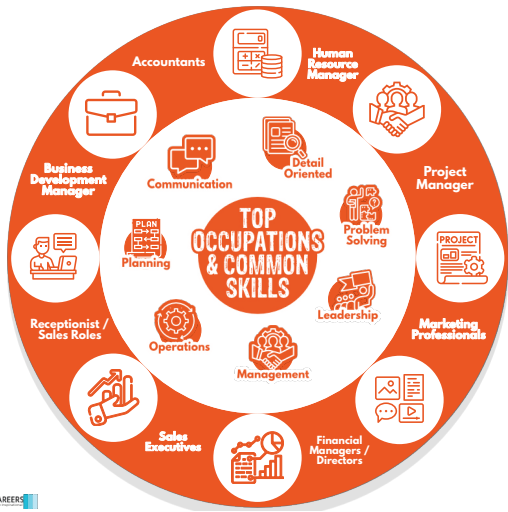 Accountants
Human
Resource
Manager
Business
Development
Manager
Project
Manager
Communication
Detail
Oriented
PLAN
Planning
Problem
Solving
TOP
OCCUPATIONS
& COMMON
SKILLS
PROJECT
Operations
Leadership
Management
Receptionist /
Sales Roles
Marketing
Professionals
Sales
Executives
Financial
Managers /
Directors
AREERS